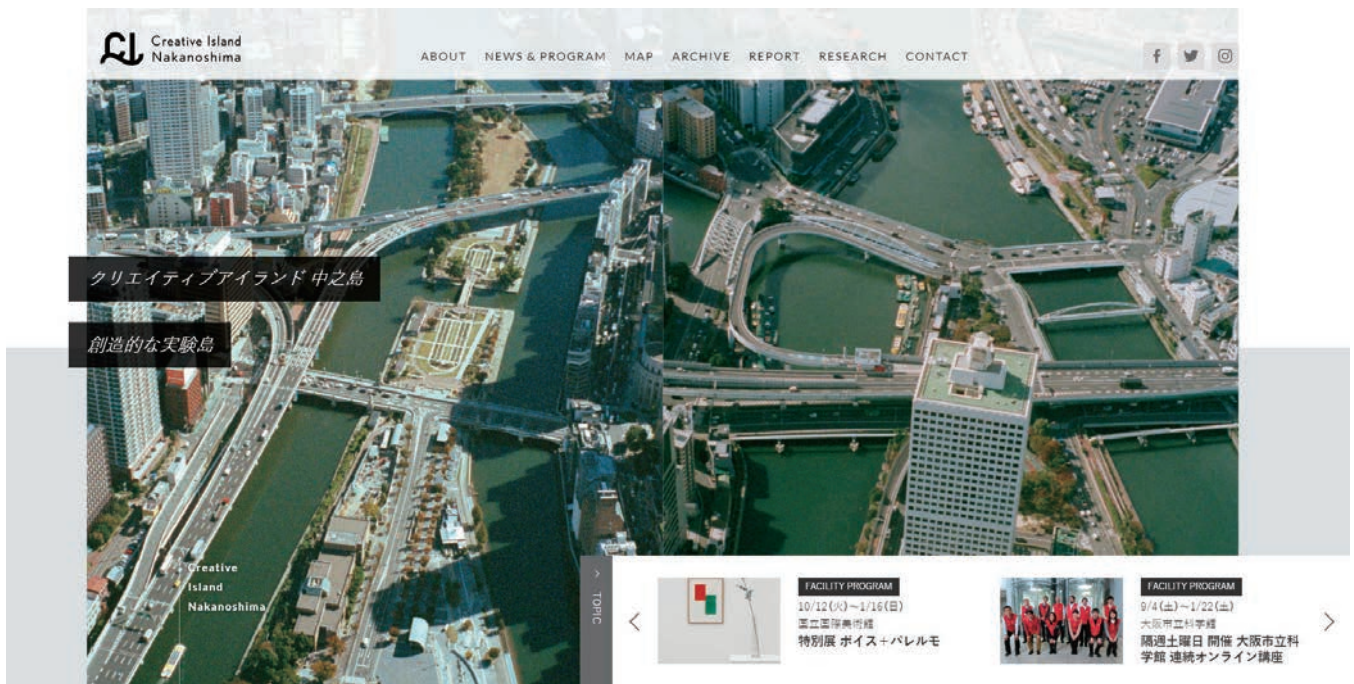 Creative Island
Nakanoshima
ABOUT NEWS & PROGRAM MAP ARCHIVE REPORT RESEARCH CONTACT
クリエイティブアイランド 中之島
創造的な実験島
Creative
Island
Nakanoshima
TOPIC
FACILITY PROGRAM
10/12(火)~1/16(日)
国立国際美術館
特別展 ボイス+パレルモ
FACILITY PROGRAM
9/4(土)~1/22(土)
大阪市立科学館
隔週土曜日 開催 大阪市立科
学館 連続オンライン講座